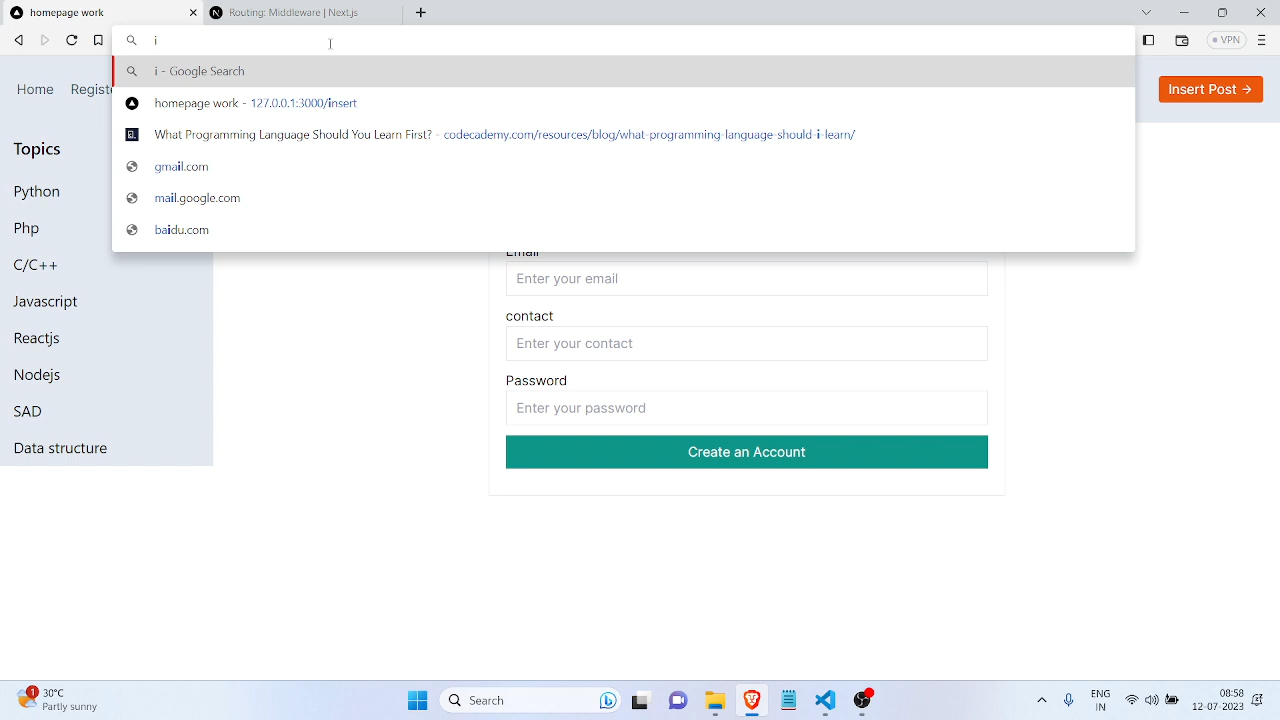 home work
Routing: Middleware | Next.js
i
VPN
i - Google Search
homepage work - 127.0.0.1:3000/insert
What Programming Language Should You Learn First? - codecademy.com/resources/blog/what-programming-language-should-i-learn/
gmail.com
mail.google.com
baidu.com
Home Registe
Insert Post →
Topics
Python
Php
C/C++
Javascript
Reactjs
Nodejs
SAD
Data structure
Email
Enter your email
contact
Enter your contact
Password
Enter your password
Create an Account
1
30°C
Partly sunny
Search
ENG
IN
08:58
12-07-2023